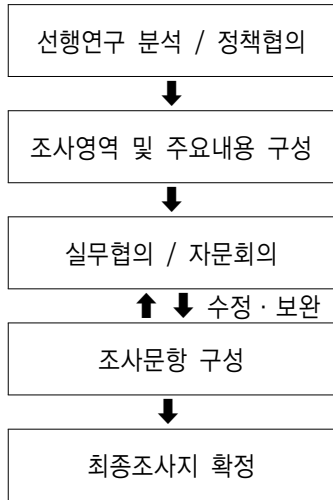 선행연구 분석 / 정책협의
조사영역 및 주요내용 구성
실무협의 / 자문회의
수정 · 보완
조사문항 구성
최종조사지 확정